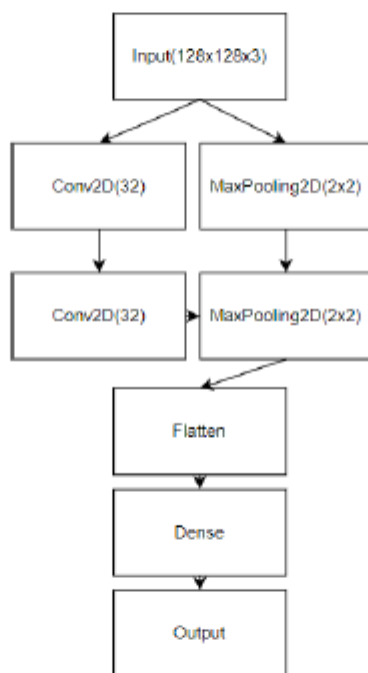 Input(128x128x3)
Conv2D(32)
MaxPooling2D(2x2)
Conv2D(32)
MaxPooling2D(2x2)
Flatten
Dense
Output